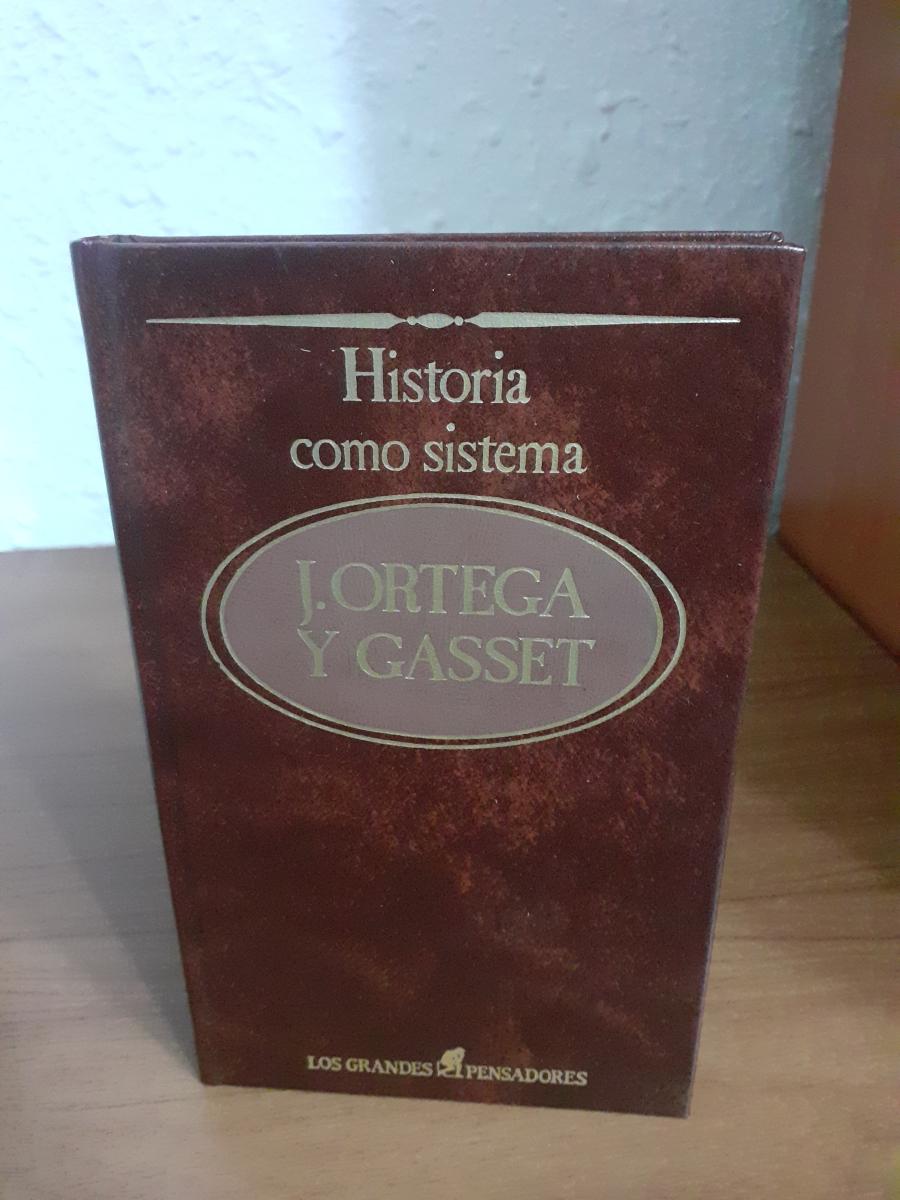 Historia
como sistema
J. ORTEGA
Y GASSET
LOS GRANDES PENSADORES